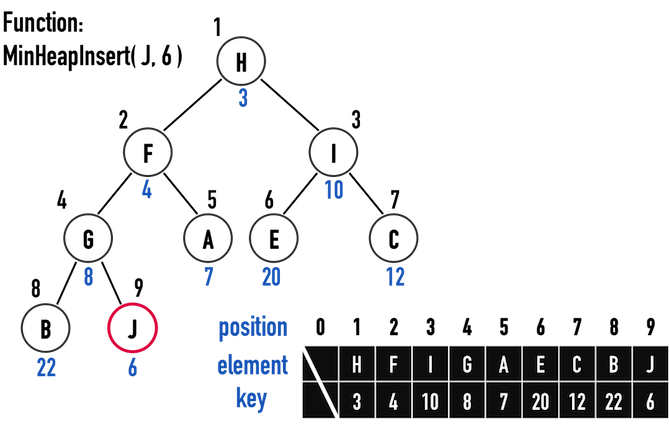 Function:
MinHeapInsert( J, 6 )
1
H
3
2
3
F
I
4
10
4
5
6
7
G
A
E
C
8
7
20
12
8
9
B
J
22
6
position 0 1 2 3 4 5 6 7 8 9
element H F I G A E C B J
key 3 4 10 8 7 20 12 22 6